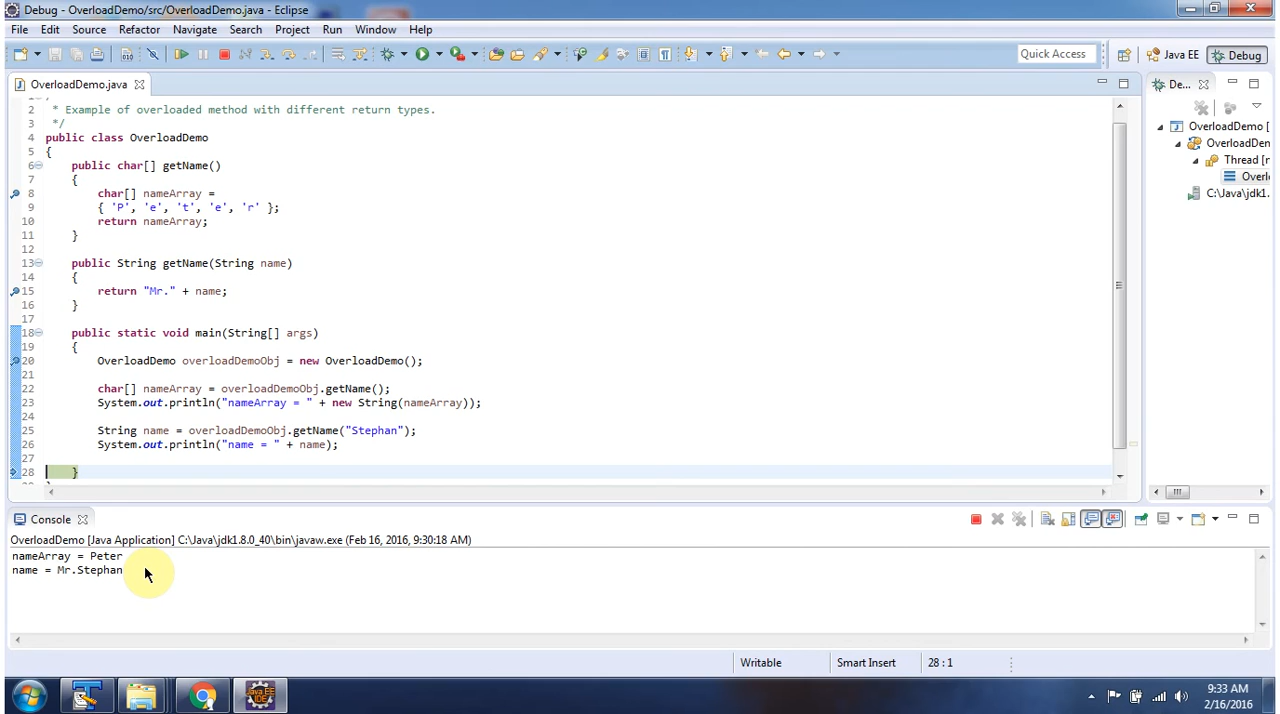 Debug - OverloadDemo/src/OverloadDemo.java - Eclipse
File Edit Source Refactor Navigate Search Project Run Window Help
Quick Access Java EE Debug
OverloadDemo.java De...
2 * Example of overloaded method with different return types.
3 */
4 public class OverloadDemo
5 {
6 public char[] getName()
7 {
8 char[] nameArray =
9 { 'P', 'e', 't', 'e', 'r' };
10 return nameArray;
11 }
12
13 public String getName(String name)
14 {
15 return "Mr." + name;
16 }
17
18 public static void main(String[] args)
19 {
20 OverloadDemo overloadDemoObj = new OverloadDemo();
21
22 char[] nameArray = overloadDemoObj.getName();
23 System.out.println("nameArray = " + new String(nameArray));
24
25 String name = overloadDemoObj.getName("Stephan");
26 System.out.println("name = " + name);
27
28 }
OverloadDemo [
OverloadDen
Thread [n
Overl
C:\Java\jdk1.
Console
OverloadDemo [Java Application] C:\Java\jdk1.8.0_40\bin\javaw.exe (Feb 16, 2016, 9:30:18 AM)
nameArray = Peter
name = Mr.Stephan
Writable Smart Insert 28 : 1
9:33 AM
2/16/2016